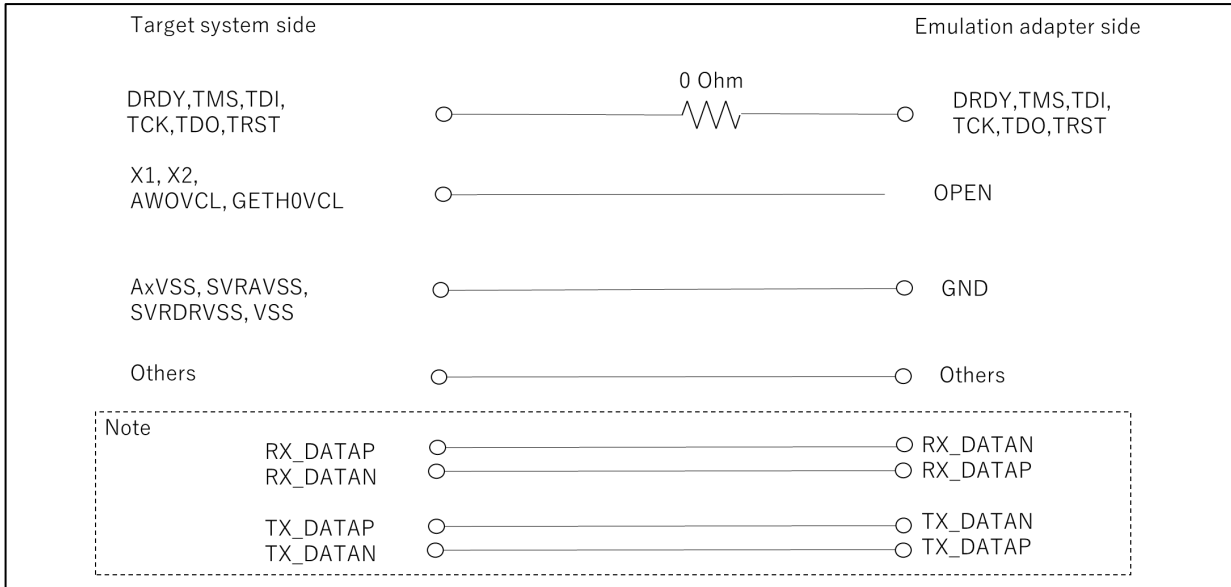 Target system side
Emulation adapter side
0 Ohm
DRDY,TMS,TDI,
TCK,TDO,TRST
DRDY,TMS,TDI,
TCK,TDO,TRST
X1, X2,
AWOVCL, GETH0VCL
OPEN
AxVSS, SVRAVSS,
SVRDRVSS, VSS
GND
Others
Others
Note
RX_DATAP
RX_DATAN
RX_DATAN
RX_DATAP
TX_DATAP
TX_DATAN
TX_DATAN
TX_DATAP